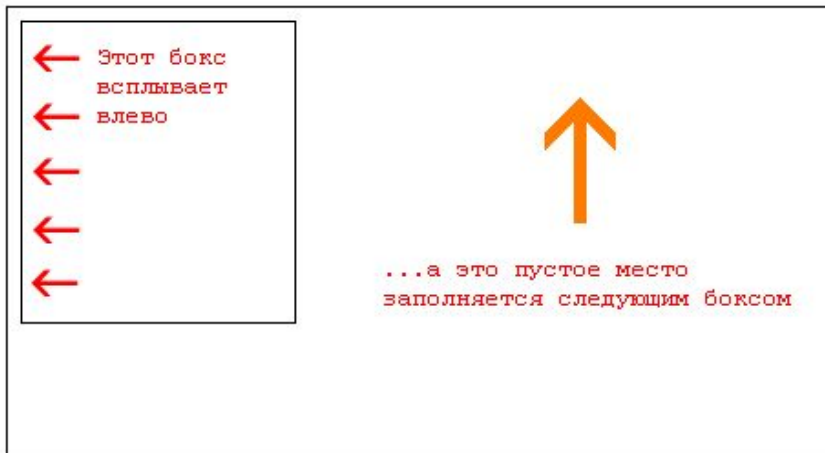 Этот бокс
всплывает
влево
...а это пустое место
заполняется следующим боксом